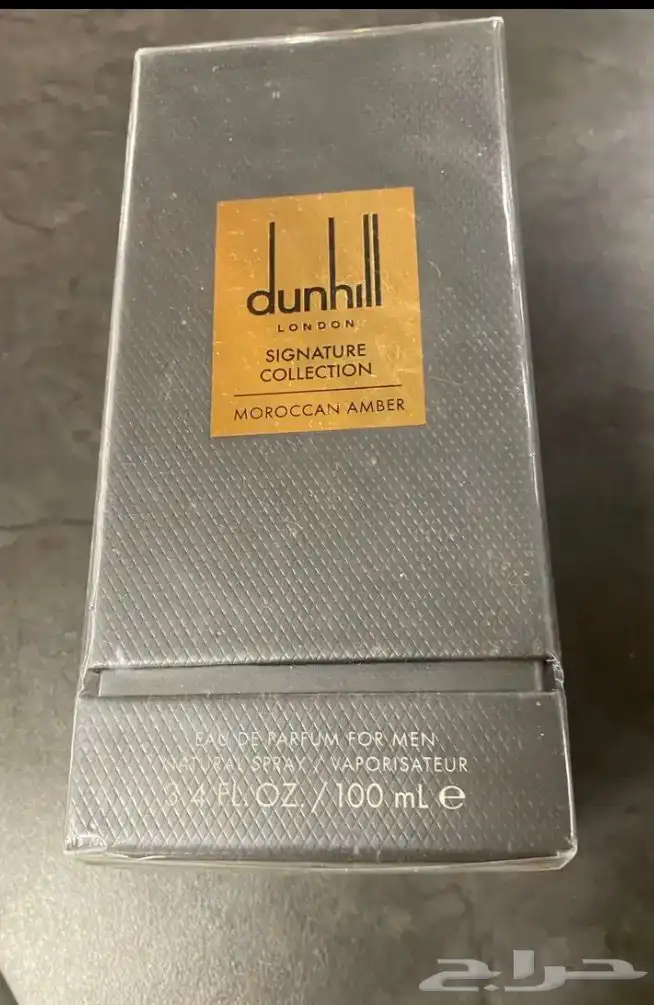 dunhill
LONDON
SIGNATURE
COLLECTION
MOROCCAN AMBER
EAU DE PARFUM FOR MEN
NATURAL SPRAY / VAPORISATEUR
3.4 FL. OZ. / 100 mL ℮
حراج